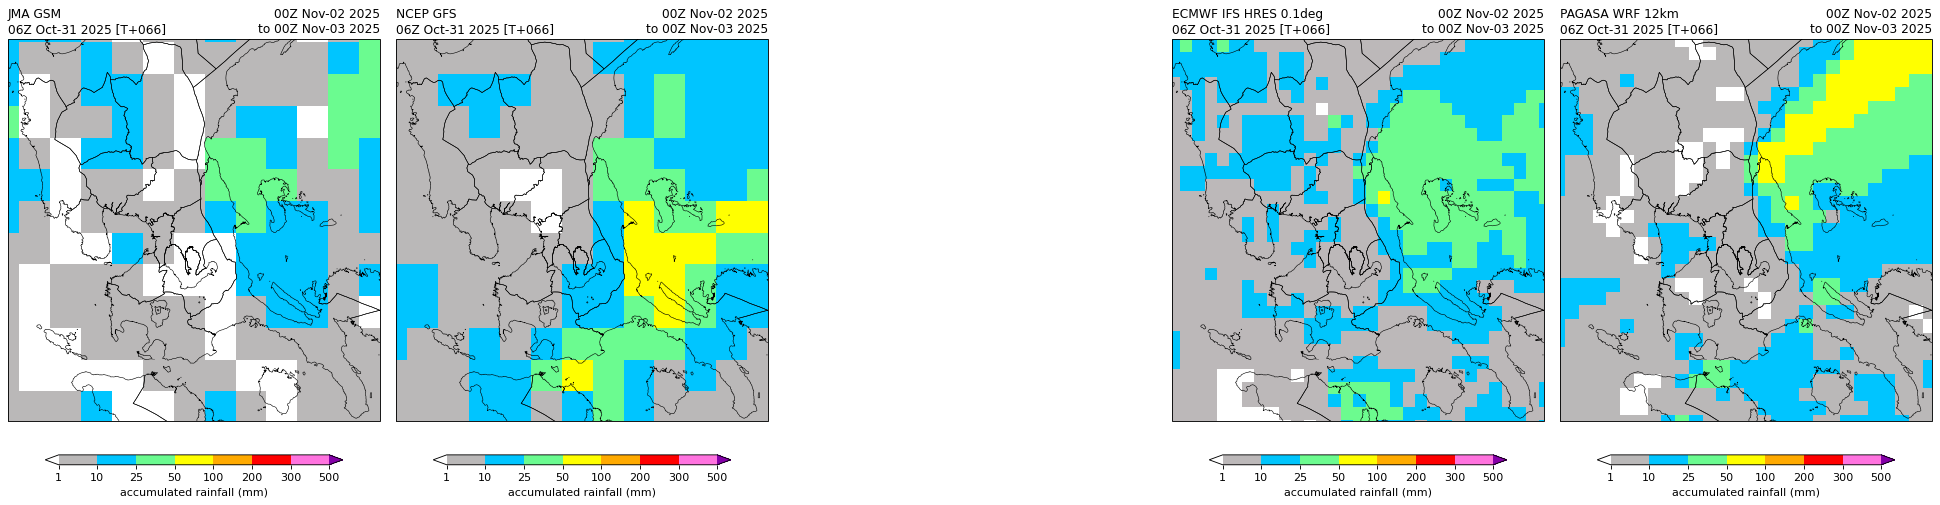 JMA GSM 00Z Nov-02 2025
06Z Oct-31 2025 [T+066] to 00Z Nov-03 2025
1 10 25 50 100 200 300 500
accumulated rainfall (mm)
NCEP GFS 00Z Nov-02 2025
06Z Oct-31 2025 [T+066] to 00Z Nov-03 2025
1 10 25 50 100 200 300 500
accumulated rainfall (mm)
ECMWF IFS HRES 0.1deg 00Z Nov-02 2025
06Z Oct-31 2025 [T+066] to 00Z Nov-03 2025
1 10 25 50 100 200 300 500
accumulated rainfall (mm)
PAGASA WRF 12km 00Z Nov-02 2025
06Z Oct-31 2025 [T+066] to 00Z Nov-03 2025
1 10 25 50 100 200 300 500
accumulated rainfall (mm)